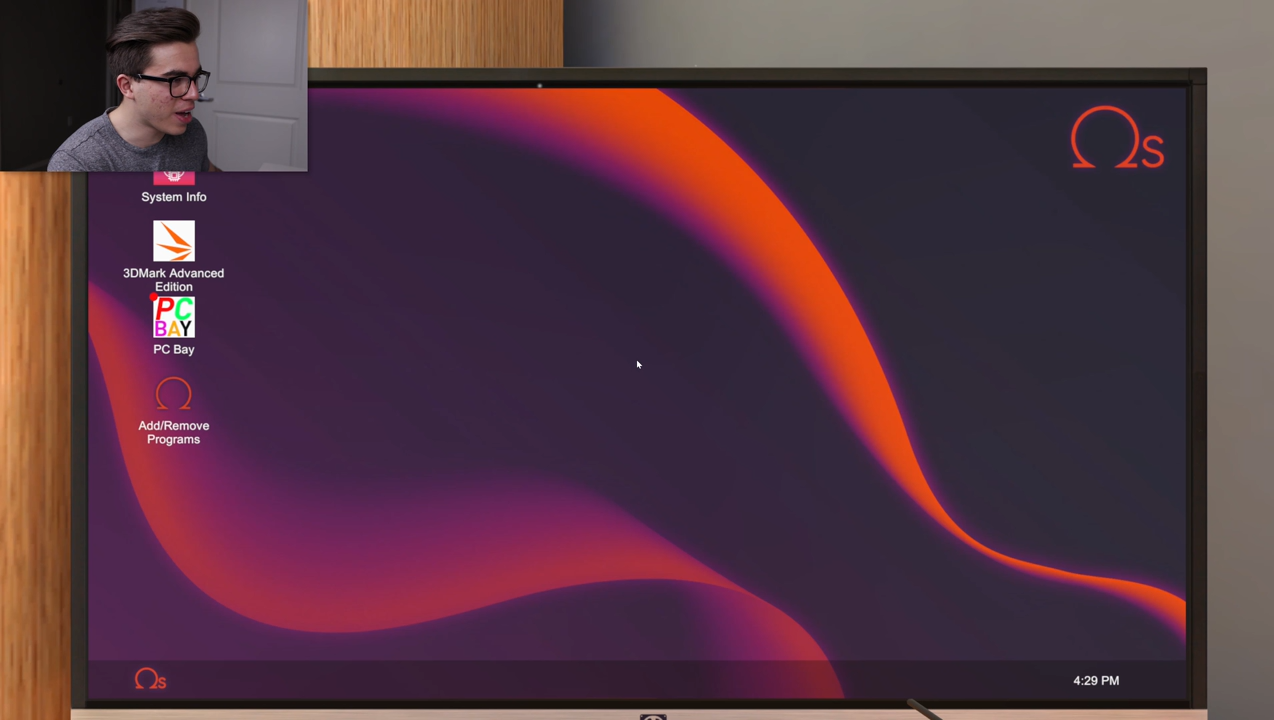 Ωs
System Info
3DMark Advanced
Edition
PC
BAY
PC Bay
Add/Remove
Programs
Ωs
4:29 PM